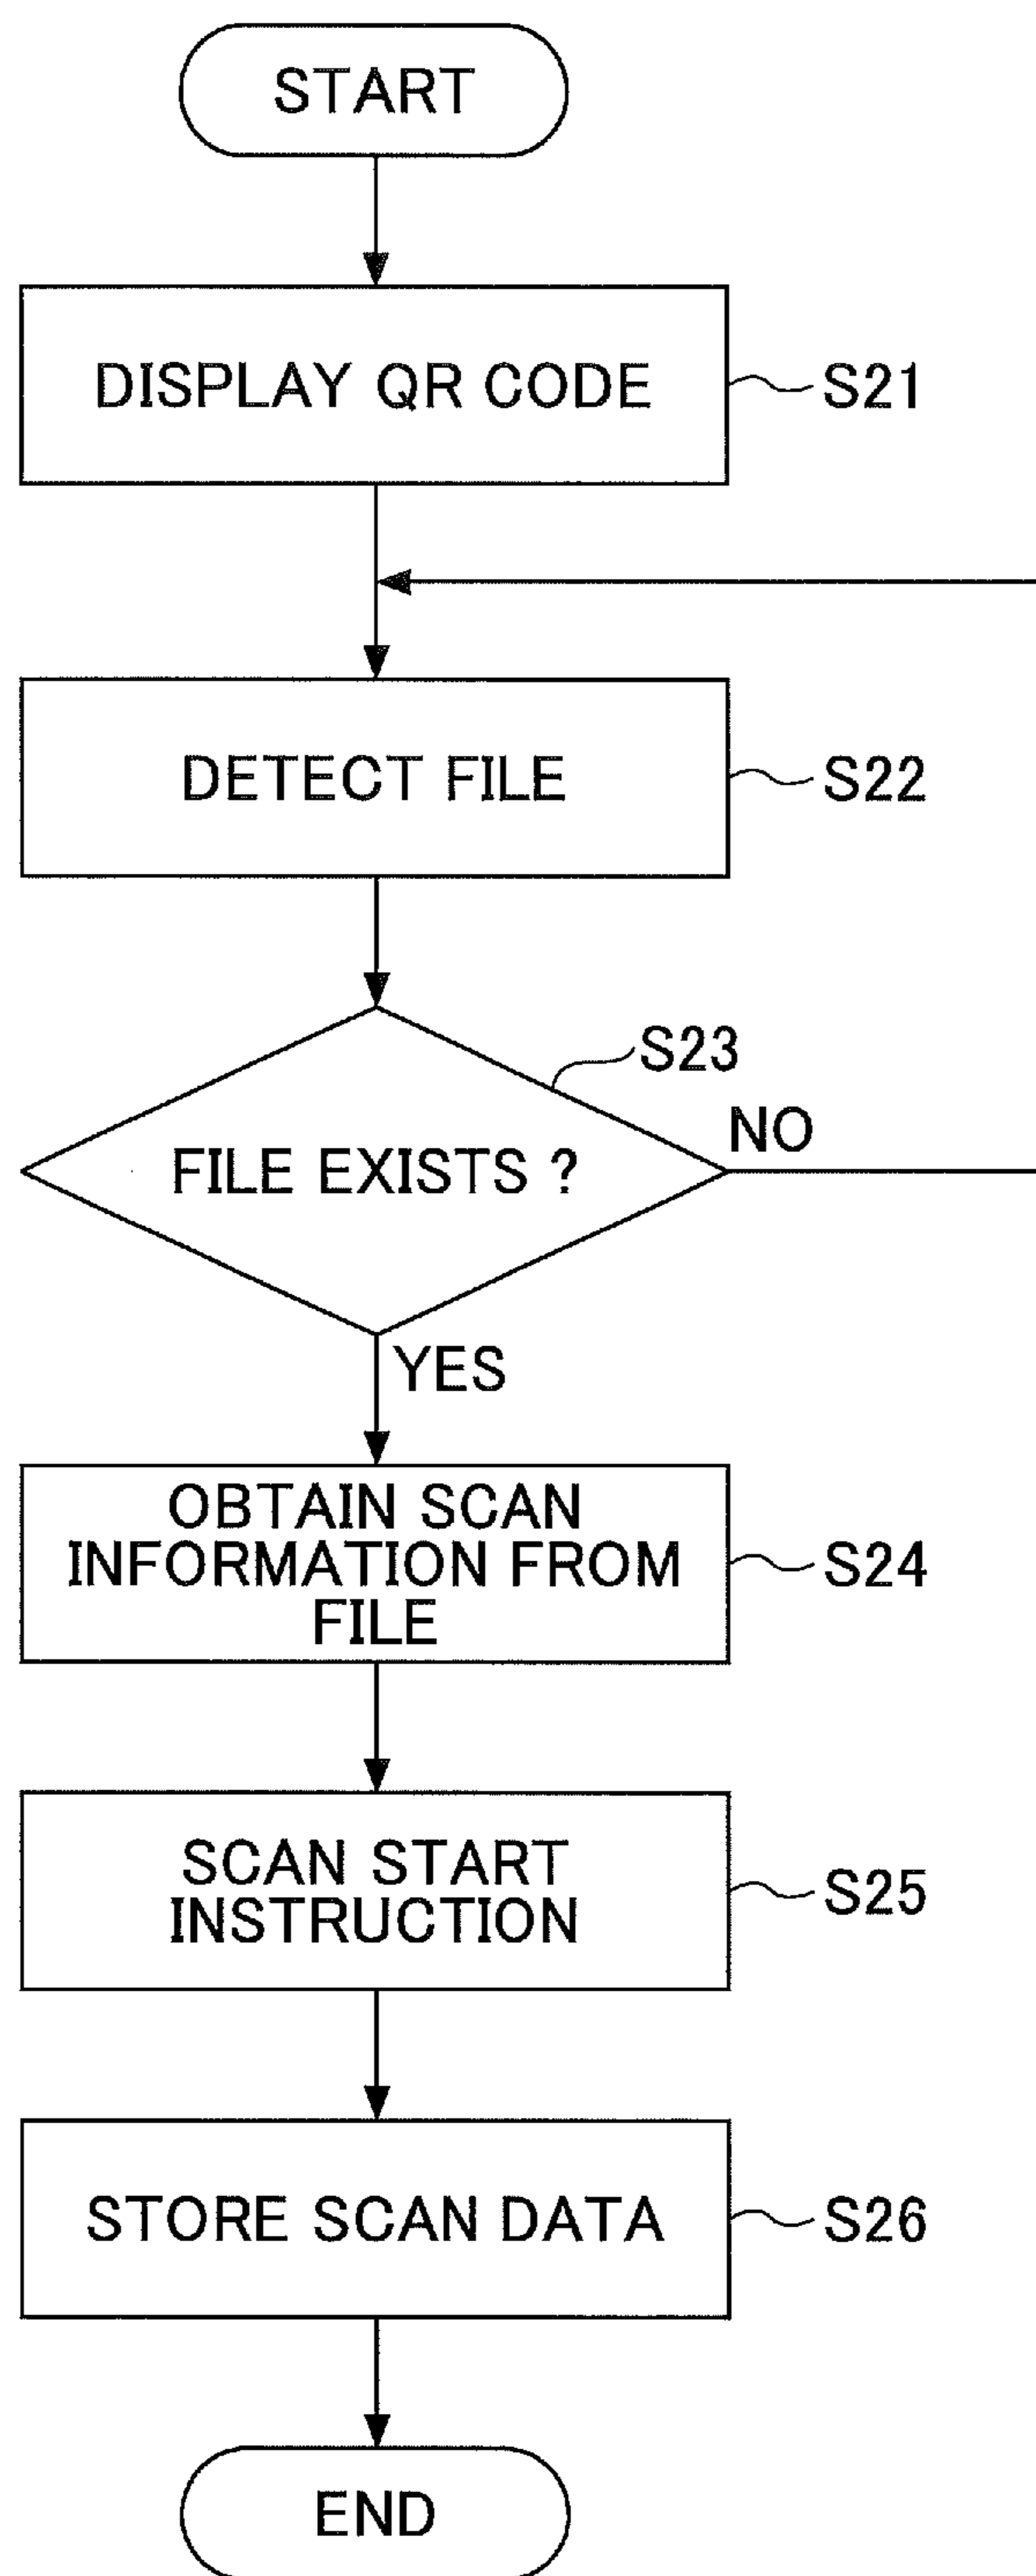 START
DISPLAY QR CODE
S21
DETECT FILE
S22
S23
FILE EXISTS ?
NO
YES
OBTAIN SCAN
INFORMATION FROM
FILE
S24
SCAN START
INSTRUCTION
S25
STORE SCAN DATA
S26
END